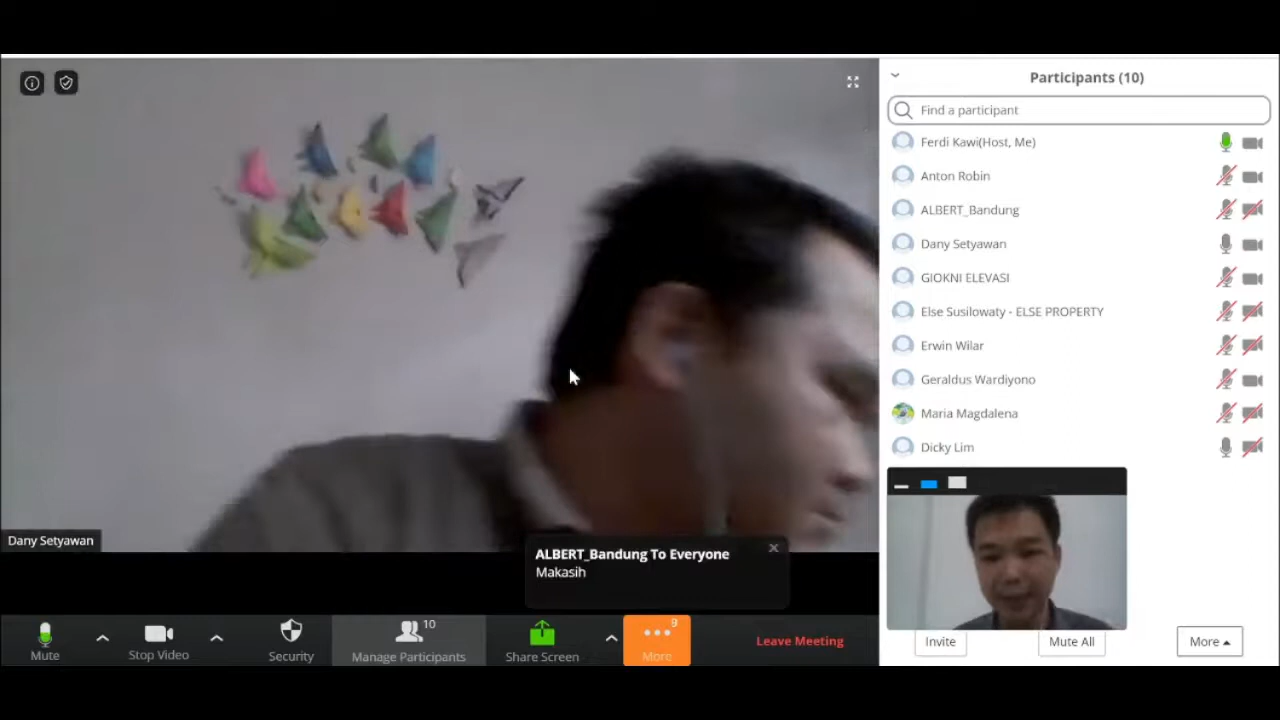 Participants (10)
Find a participant
Ferdi Kawi(Host, Me)
Anton Robin
ALBERT_Bandung
Dany Setyawan
GIOKNI ELEVASI
Else Susilowaty - ELSE PROPERTY
Erwin Wilar
Geraldus Wardiyono
Maria Magdalena
Dicky Lim
Dany Setyawan
ALBERT_Bandung To Everyone
Makasih
Mute
Stop Video
Security
10
Manage Participants
Share Screen
9
More
Leave Meeting
Invite
Mute All
More